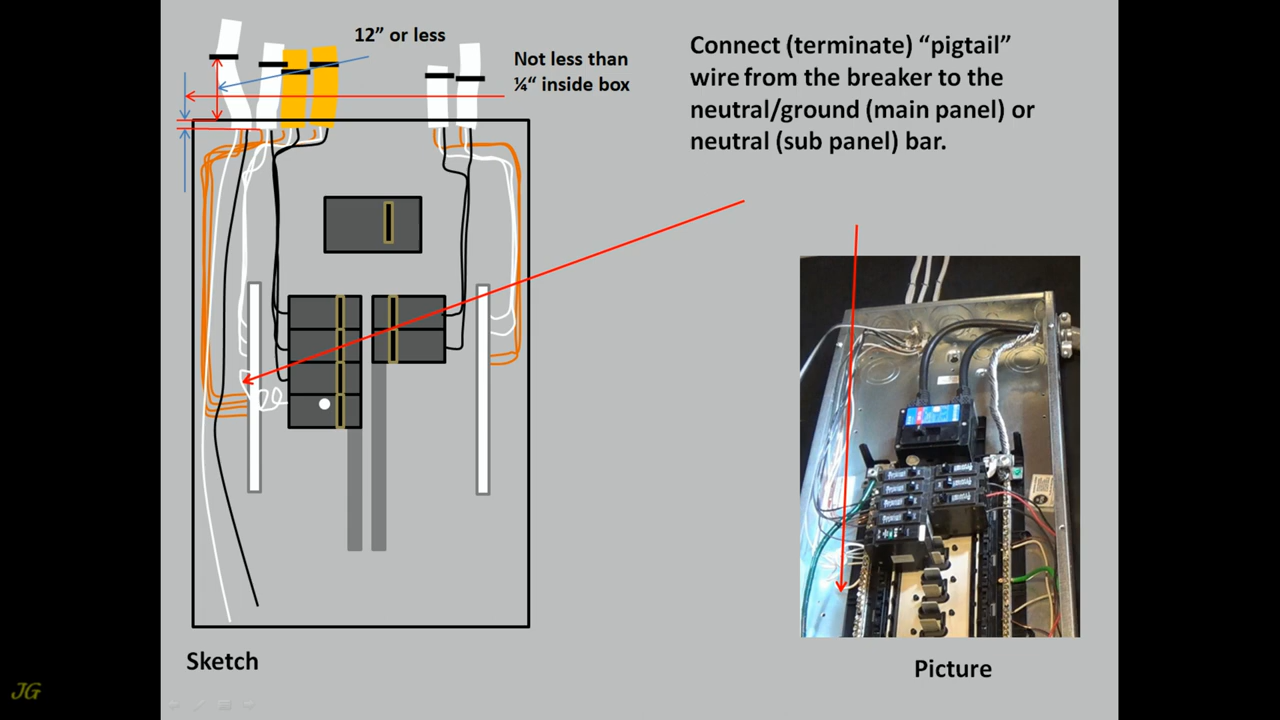 12” or less
Not less than
¼“ inside box
Connect (terminate) “pigtail”
wire from the breaker to the
neutral/ground (main panel) or
neutral (sub panel) bar.
Sketch
Picture
JG